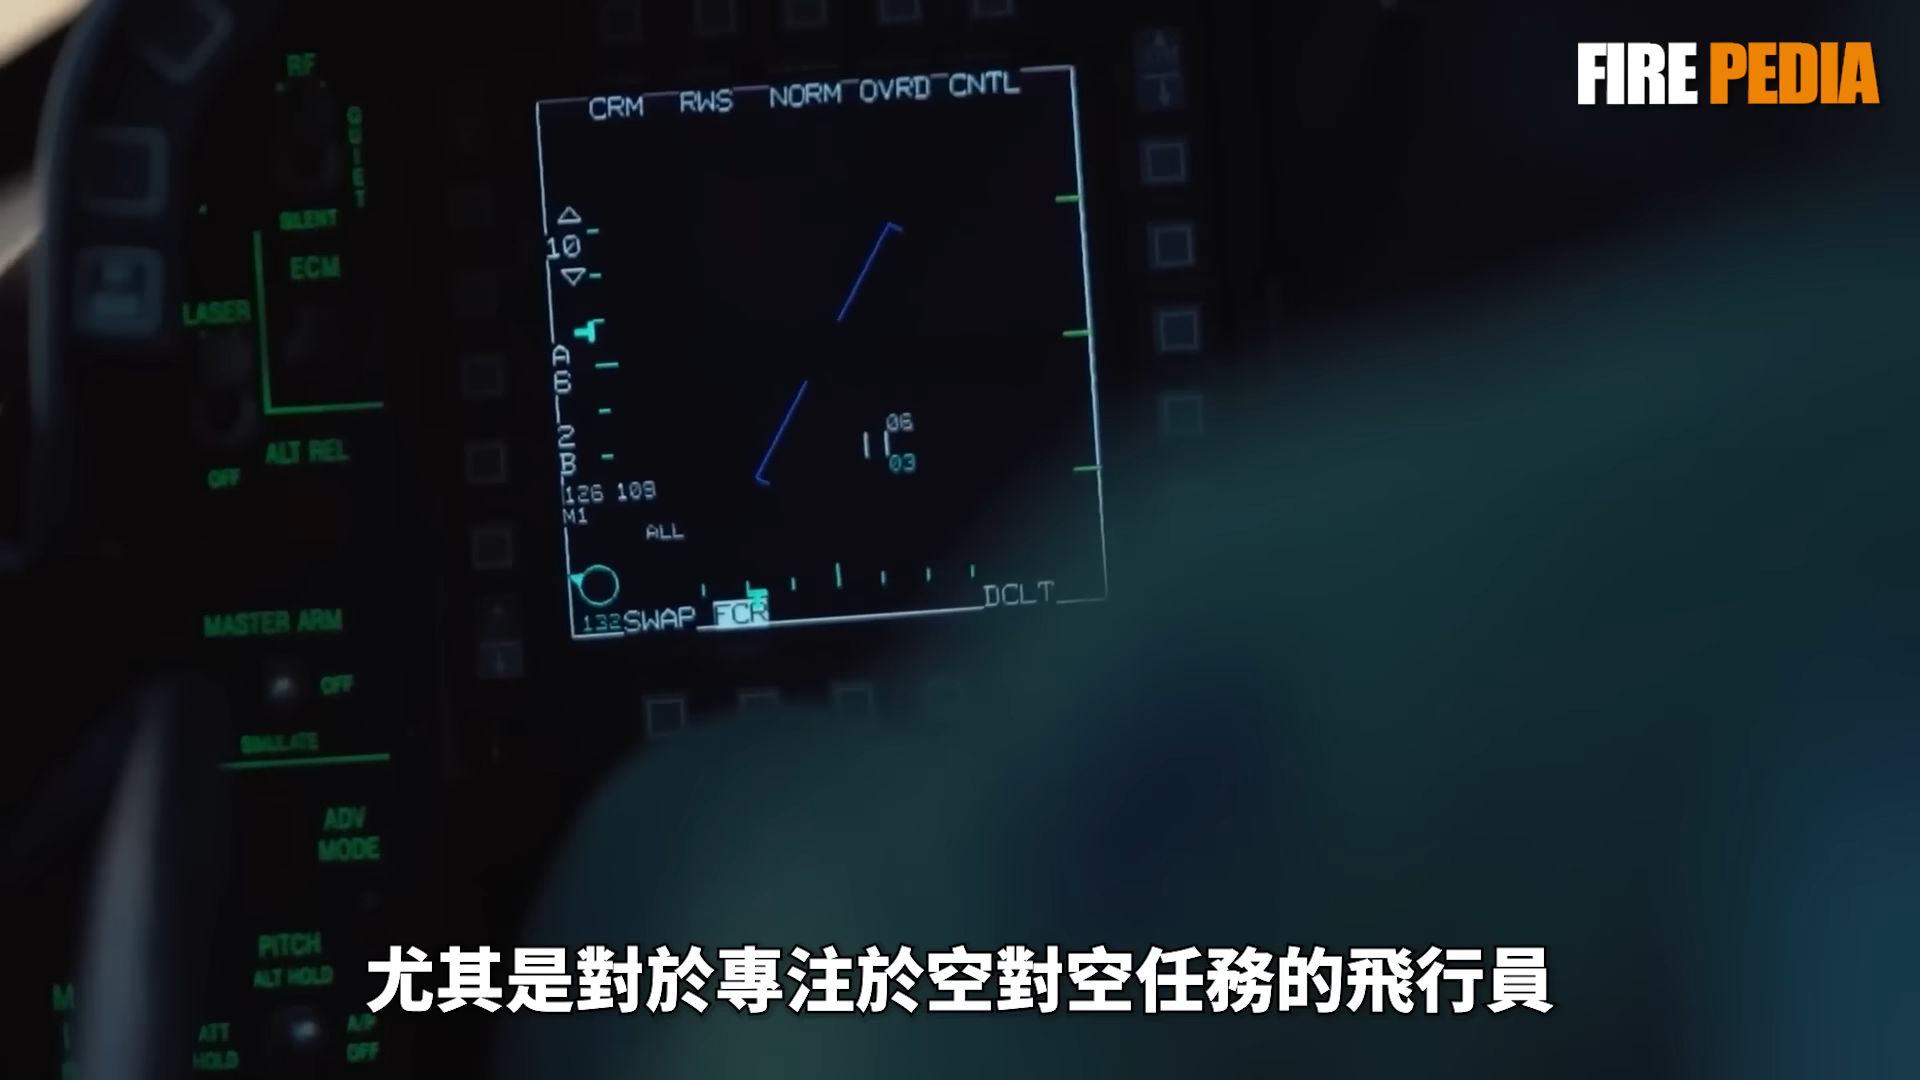 FIRE PEDIA
RF
QUIET
SILENT
ECM
LASER
ALT REL
OFF
MASTER ARM
OFF
SIMULATE
ADV
MODE
PITCH
ALT HOLD
ATT
HOLD
A/P
OFF
CRM RWS NORM OVRD CNTL
10
A
6
2
B
06
03
126 109
M1
ALL
132 SWAP FCR DCLT
尤其是對於專注於空對空任務的飛行員